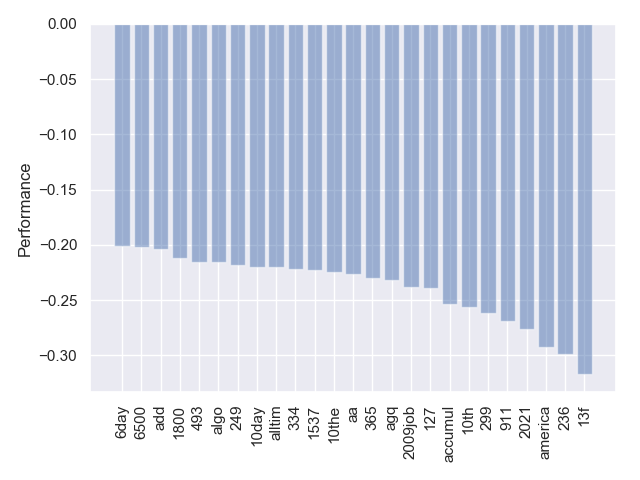 0.00
−0.05
−0.10
−0.15
−0.20
−0.25
−0.30
Performance
6day
6500
add
1800
493
algo
249
10day
alltim
334
1537
10the
aa
365
agq
2009job
127
accumul
10th
299
911
2021
america
236
13f